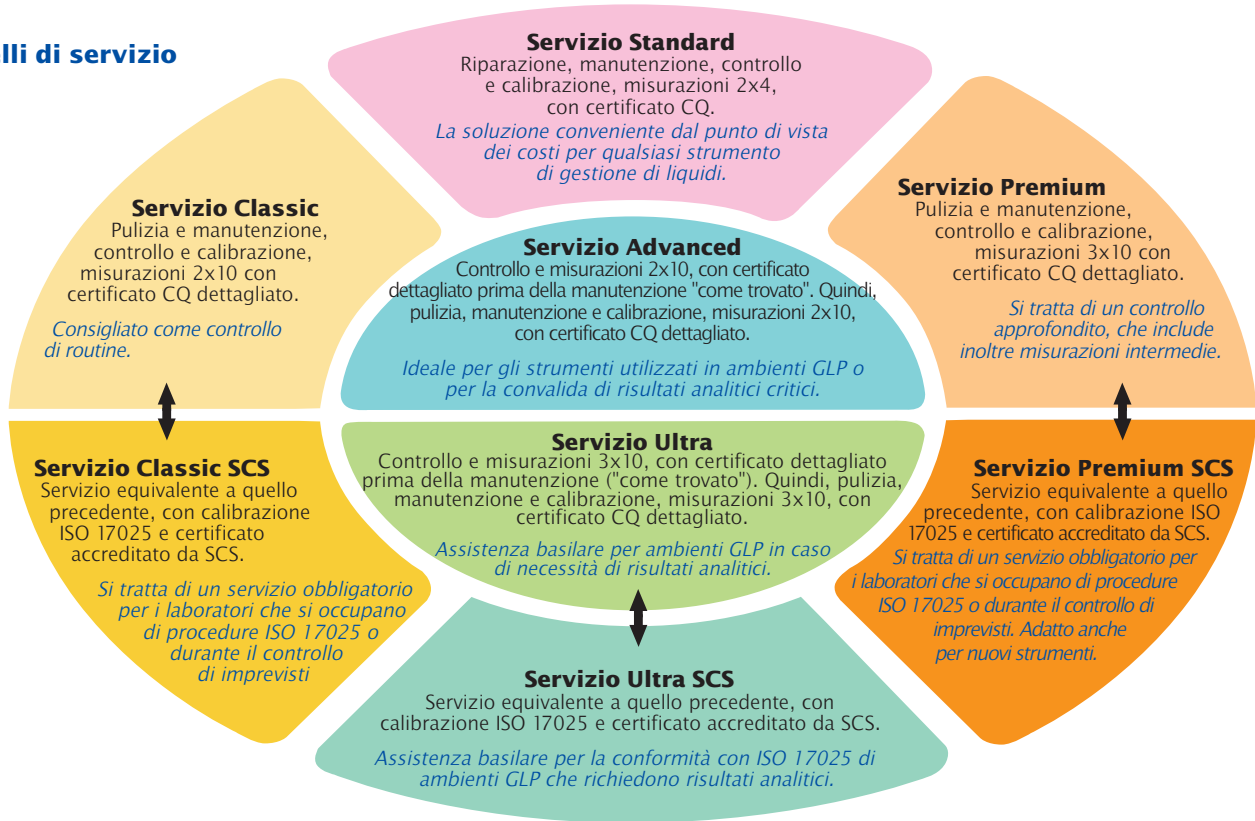 lli di servizio
Servizio Standard
Riparazione, manutenzione, controllo
e calibrazione, misurazioni 2x4,
con certificato CQ.
La soluzione conveniente dal punto di vista
dei costi per qualsiasi strumento
di gestione di liquidi.
Servizio Classic
Pulizia e manutenzione,
controllo e calibrazione,
misurazioni 2x10 con
certificato CQ dettagliato.
Consigliato come controllo
di routine.
Servizio Advanced
Controllo e misurazioni 2x10, con certificato
dettagliato prima della manutenzione "come trovato". Quindi,
pulizia, manutenzione e calibrazione, misurazioni 2x10,
con certificato CQ dettagliato.
Ideale per gli strumenti utilizzati in ambienti GLP o
per la convalida di risultati analitici critici.
Servizio Premium
Pulizia e manutenzione,
controllo e calibrazione,
misurazioni 3x10 con
certificato CQ dettagliato.
Si tratta di un controllo
approfondito, che include
inoltre misurazioni intermedie.
Servizio Classic SCS
Servizio equivalente a quello
precedente, con calibrazione
ISO 17025 e certificato
accreditato da SCS.
Si tratta di un servizio obbligatorio
per i laboratori che si occupano
di procedure ISO 17025 o
durante il controllo
di imprevisti
Servizio Ultra
Controllo e misurazioni 3x10, con certificato dettagliato
prima della manutenzione ("come trovato"). Quindi, pulizia,
manutenzione e calibrazione, misurazioni 3x10, con
certificato CQ dettagliato.
Assistenza basilare per ambienti GLP in caso
di necessità di risultati analitici.
Servizio Premium SCS
Servizio equivalente a quello
precedente, con calibrazione ISO
17025 e certificato accreditato da SCS.
Si tratta di un servizio obbligatorio per
i laboratori che si occupano di procedure
ISO 17025 o durante il controllo di
imprevisti. Adatto anche
per nuovi strumenti.
Servizio Ultra SCS
Servizio equivalente a quello precedente, con
calibrazione ISO 17025 e certificato accreditato da SCS.
Assistenza basilare per la conformità con ISO 17025 di
ambienti GLP che richiedono risultati analitici.